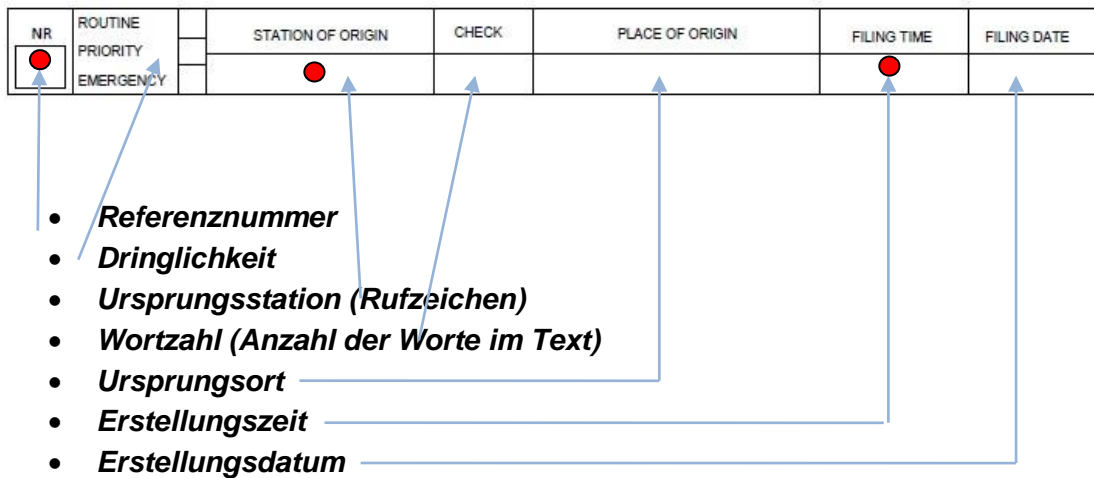 NR ROUTINE PRIORITY EMERGENCY STATION OF ORIGIN CHECK PLACE OF ORIGIN FILING TIME FILING DATE
• Referenznummer
• Dringlichkeit
• Ursprungsstation (Rufzeichen)
• Wortzahl (Anzahl der Worte im Text)
• Ursprungsort
• Erstellungszeit
• Erstellungsdatum